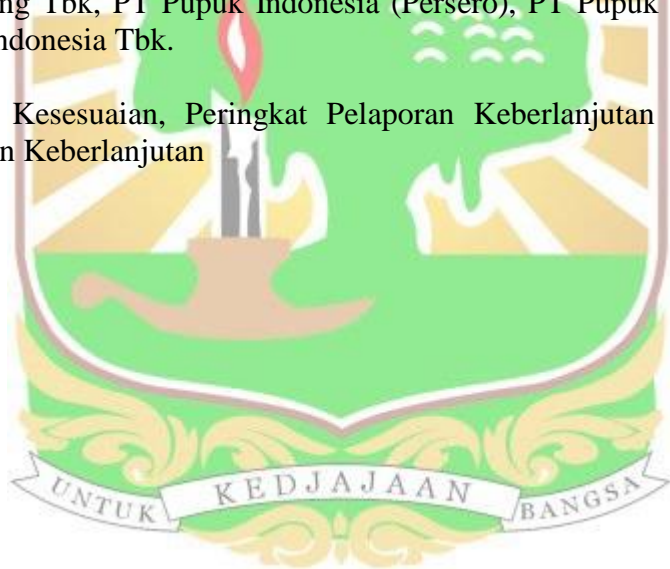 ng Tbk, PT Pupuk Indonesia (Persero), PT Pupuk
ndonesia Tbk.
Kesesuaian, Peringkat Pelaporan Keberlanjutan
n Keberlanjutan
UNTUK KEDJAJAAN BANGSA